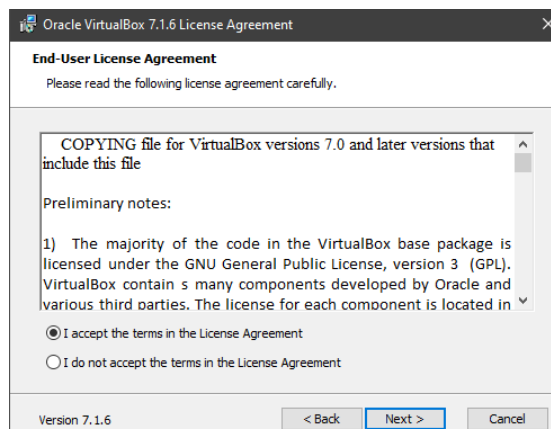 Oracle VirtualBox 7.1.6 License Agreement
End-User License Agreement
Please read the following license agreement carefully.
COPYING file for VirtualBox versions 7.0 and later versions that
include this file
Preliminary notes:
1) The majority of the code in the VirtualBox base package is
licensed under the GNU General Public License, version 3 (GPL).
VirtualBox contain s many components developed by Oracle and
various third parties. The license for each component is located in
I accept the terms in the License Agreement
I do not accept the terms in the License Agreement
Version 7.1.6
< Back
Next >
Cancel